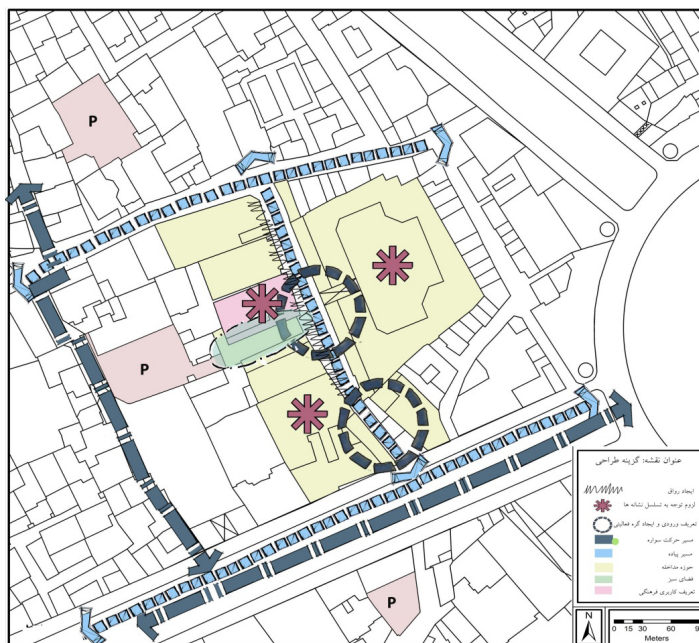 P
P
P
عنوان نقشه: گزینه طراحی
ایجاد رواق
لزوم توجه به تسلسل نشانه ها
تعریف ورودی و ایجاد گره فعالیتی
مسیر حرکت سواره
مسیر پیاده
حوزه مداخله
فضای سبز
تعریف کاربری فرهنگی
N
0 15 30 60
Meters